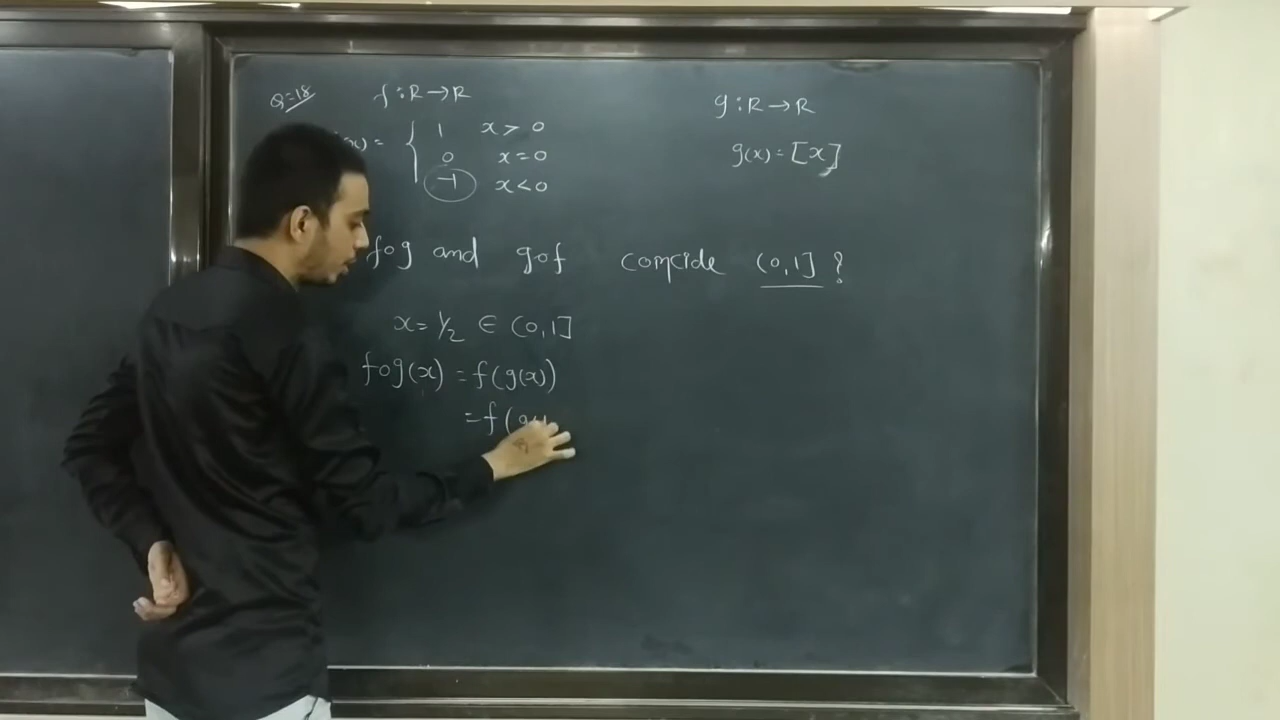 Q=18 f : R → R
g : R → R
(x) = { 1 x > 0
0 x = 0
-1 x < 0
g(x) = [x]
fog and gof coincide (0,1] ?
x = 1/2 ∈ (0,1]
fog(x) = f(g(x))
= f(g(